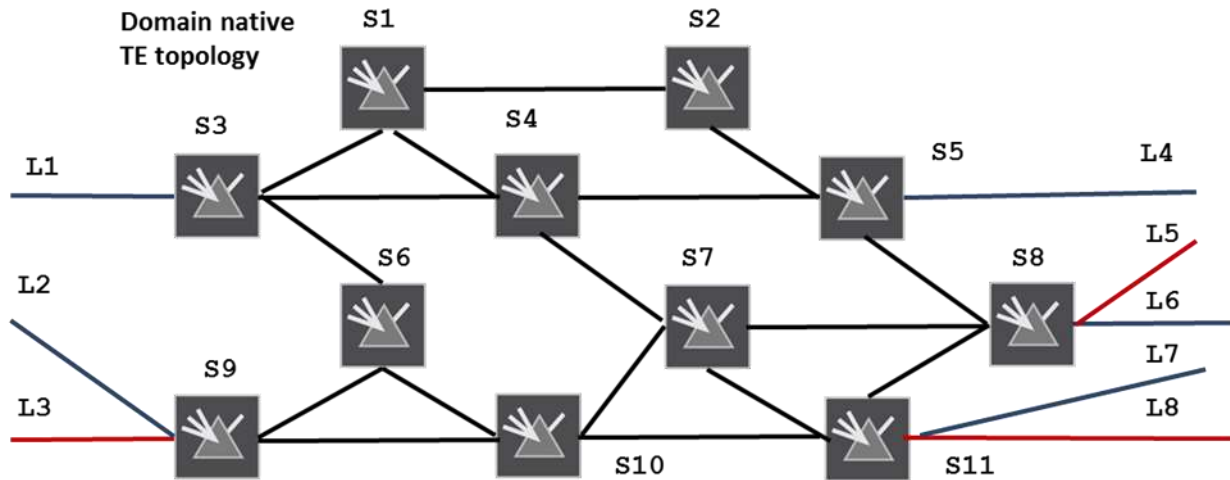 Domain native
TE topology
S1
S2
S3
S4
S5
L1
L4
L5
S6
S7
S8
L2
L6
L7
S9
L3
L8
S10
S11